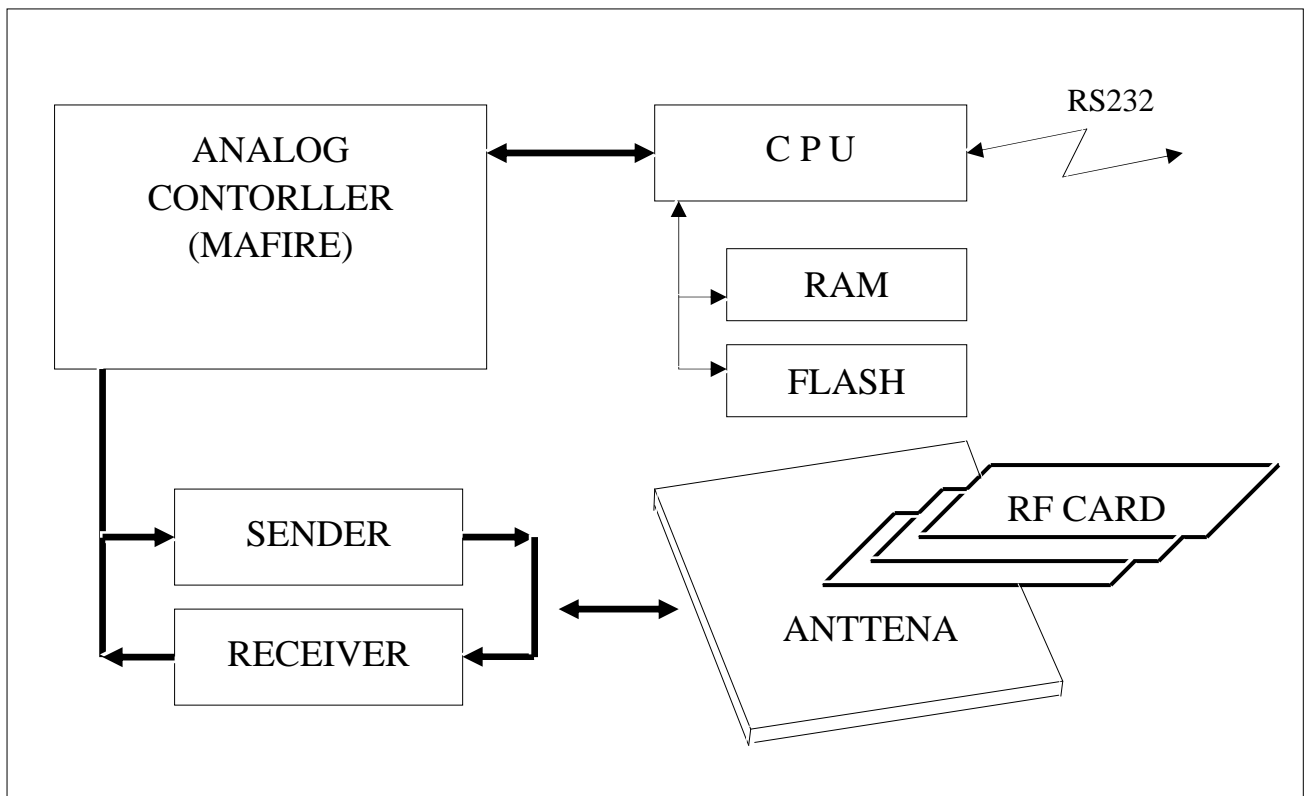 ANALOG
CONTORLLER
(MAFIRE)
C P U
RS232
RAM
FLASH
SENDER
RECEIVER
RF CARD
ANTTENA